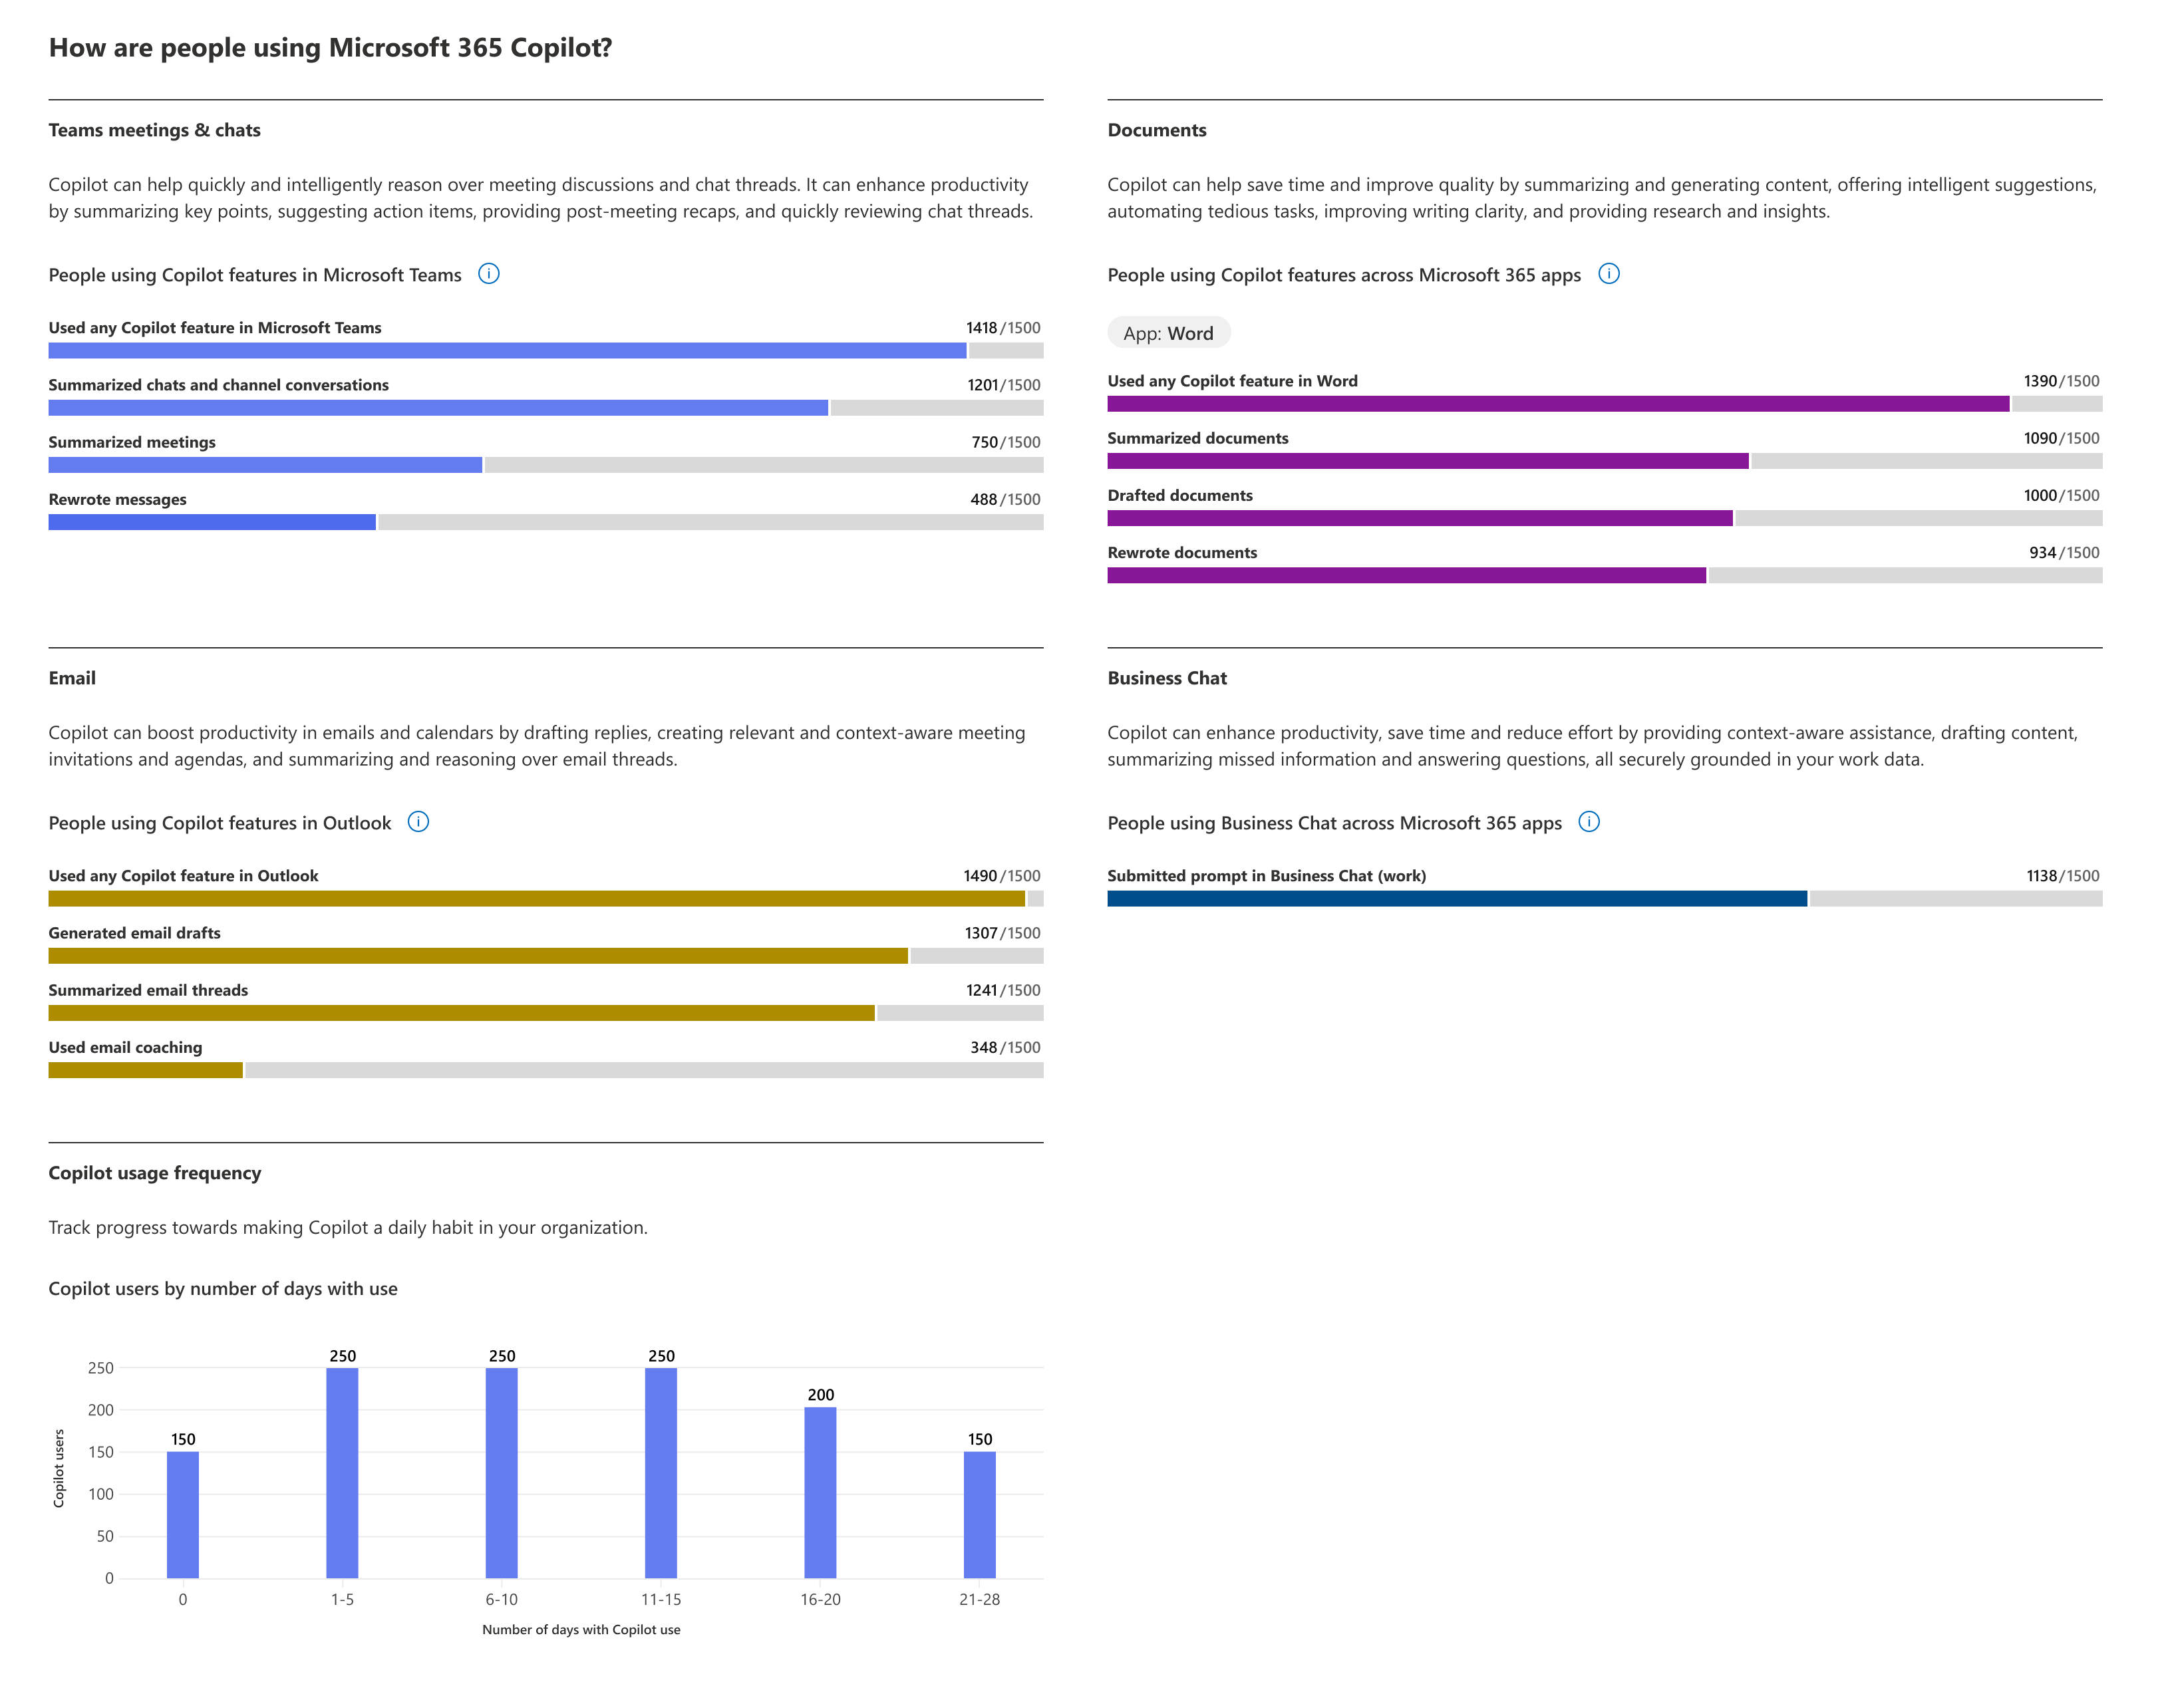 How are people using Microsoft 365 Copilot?
Teams meetings & chats
Copilot can help quickly and intelligently reason over meeting discussions and chat threads. It can enhance productivity
by summarizing key points, suggesting action items, providing post-meeting recaps, and quickly reviewing chat threads.
People using Copilot features in Microsoft Teams
Used any Copilot feature in Microsoft Teams 1418/1500
Summarized chats and channel conversations 1201/1500
Summarized meetings 750/1500
Rewrote messages 488/1500
Documents
Copilot can help save time and improve quality by summarizing and generating content, offering intelligent suggestions,
automating tedious tasks, improving writing clarity, and providing research and insights.
People using Copilot features across Microsoft 365 apps
App: Word
Used any Copilot feature in Word 1390/1500
Summarized documents 1090/1500
Drafted documents 1000/1500
Rewrote documents 934/1500
Email
Copilot can boost productivity in emails and calendars by drafting replies, creating relevant and context-aware meeting
invitations and agendas, and summarizing and reasoning over email threads.
People using Copilot features in Outlook
Used any Copilot feature in Outlook 1490/1500
Generated email drafts 1307/1500
Summarized email threads 1241/1500
Used email coaching 348/1500
Business Chat
Copilot can enhance productivity, save time and reduce effort by providing context-aware assistance, drafting content,
summarizing missed information and answering questions, all securely grounded in your work data.
People using Business Chat across Microsoft 365 apps
Submitted prompt in Business Chat (work) 1138/1500
Copilot usage frequency
Track progress towards making Copilot a daily habit in your organization.
Copilot users by number of days with use
Copilot users
250
200
150
100
50
0
150
250
250
250
200
150
0 1-5 6-10 11-15 16-20 21-28
Number of days with Copilot use